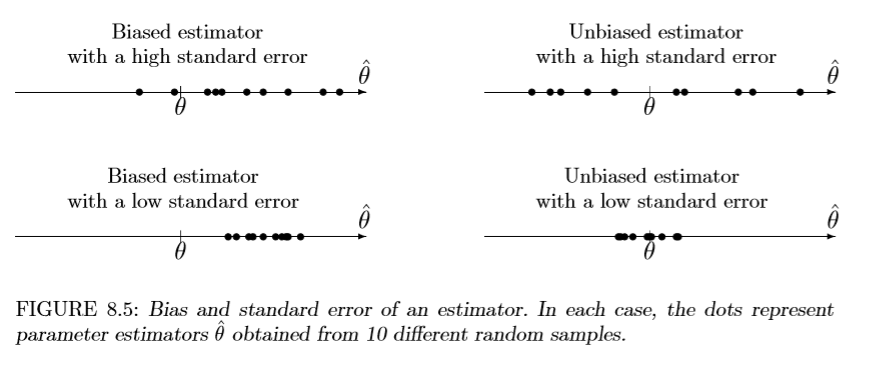 Biased estimator
with a high standard error
θ̂
θ
Unbiased estimator
with a high standard error
θ̂
θ
Biased estimator
with a low standard error
θ̂
θ
Unbiased estimator
with a low standard error
θ̂
θ
FIGURE 8.5: Bias and standard error of an estimator. In each case, the dots represent
parameter estimators θ̂ obtained from 10 different random samples.